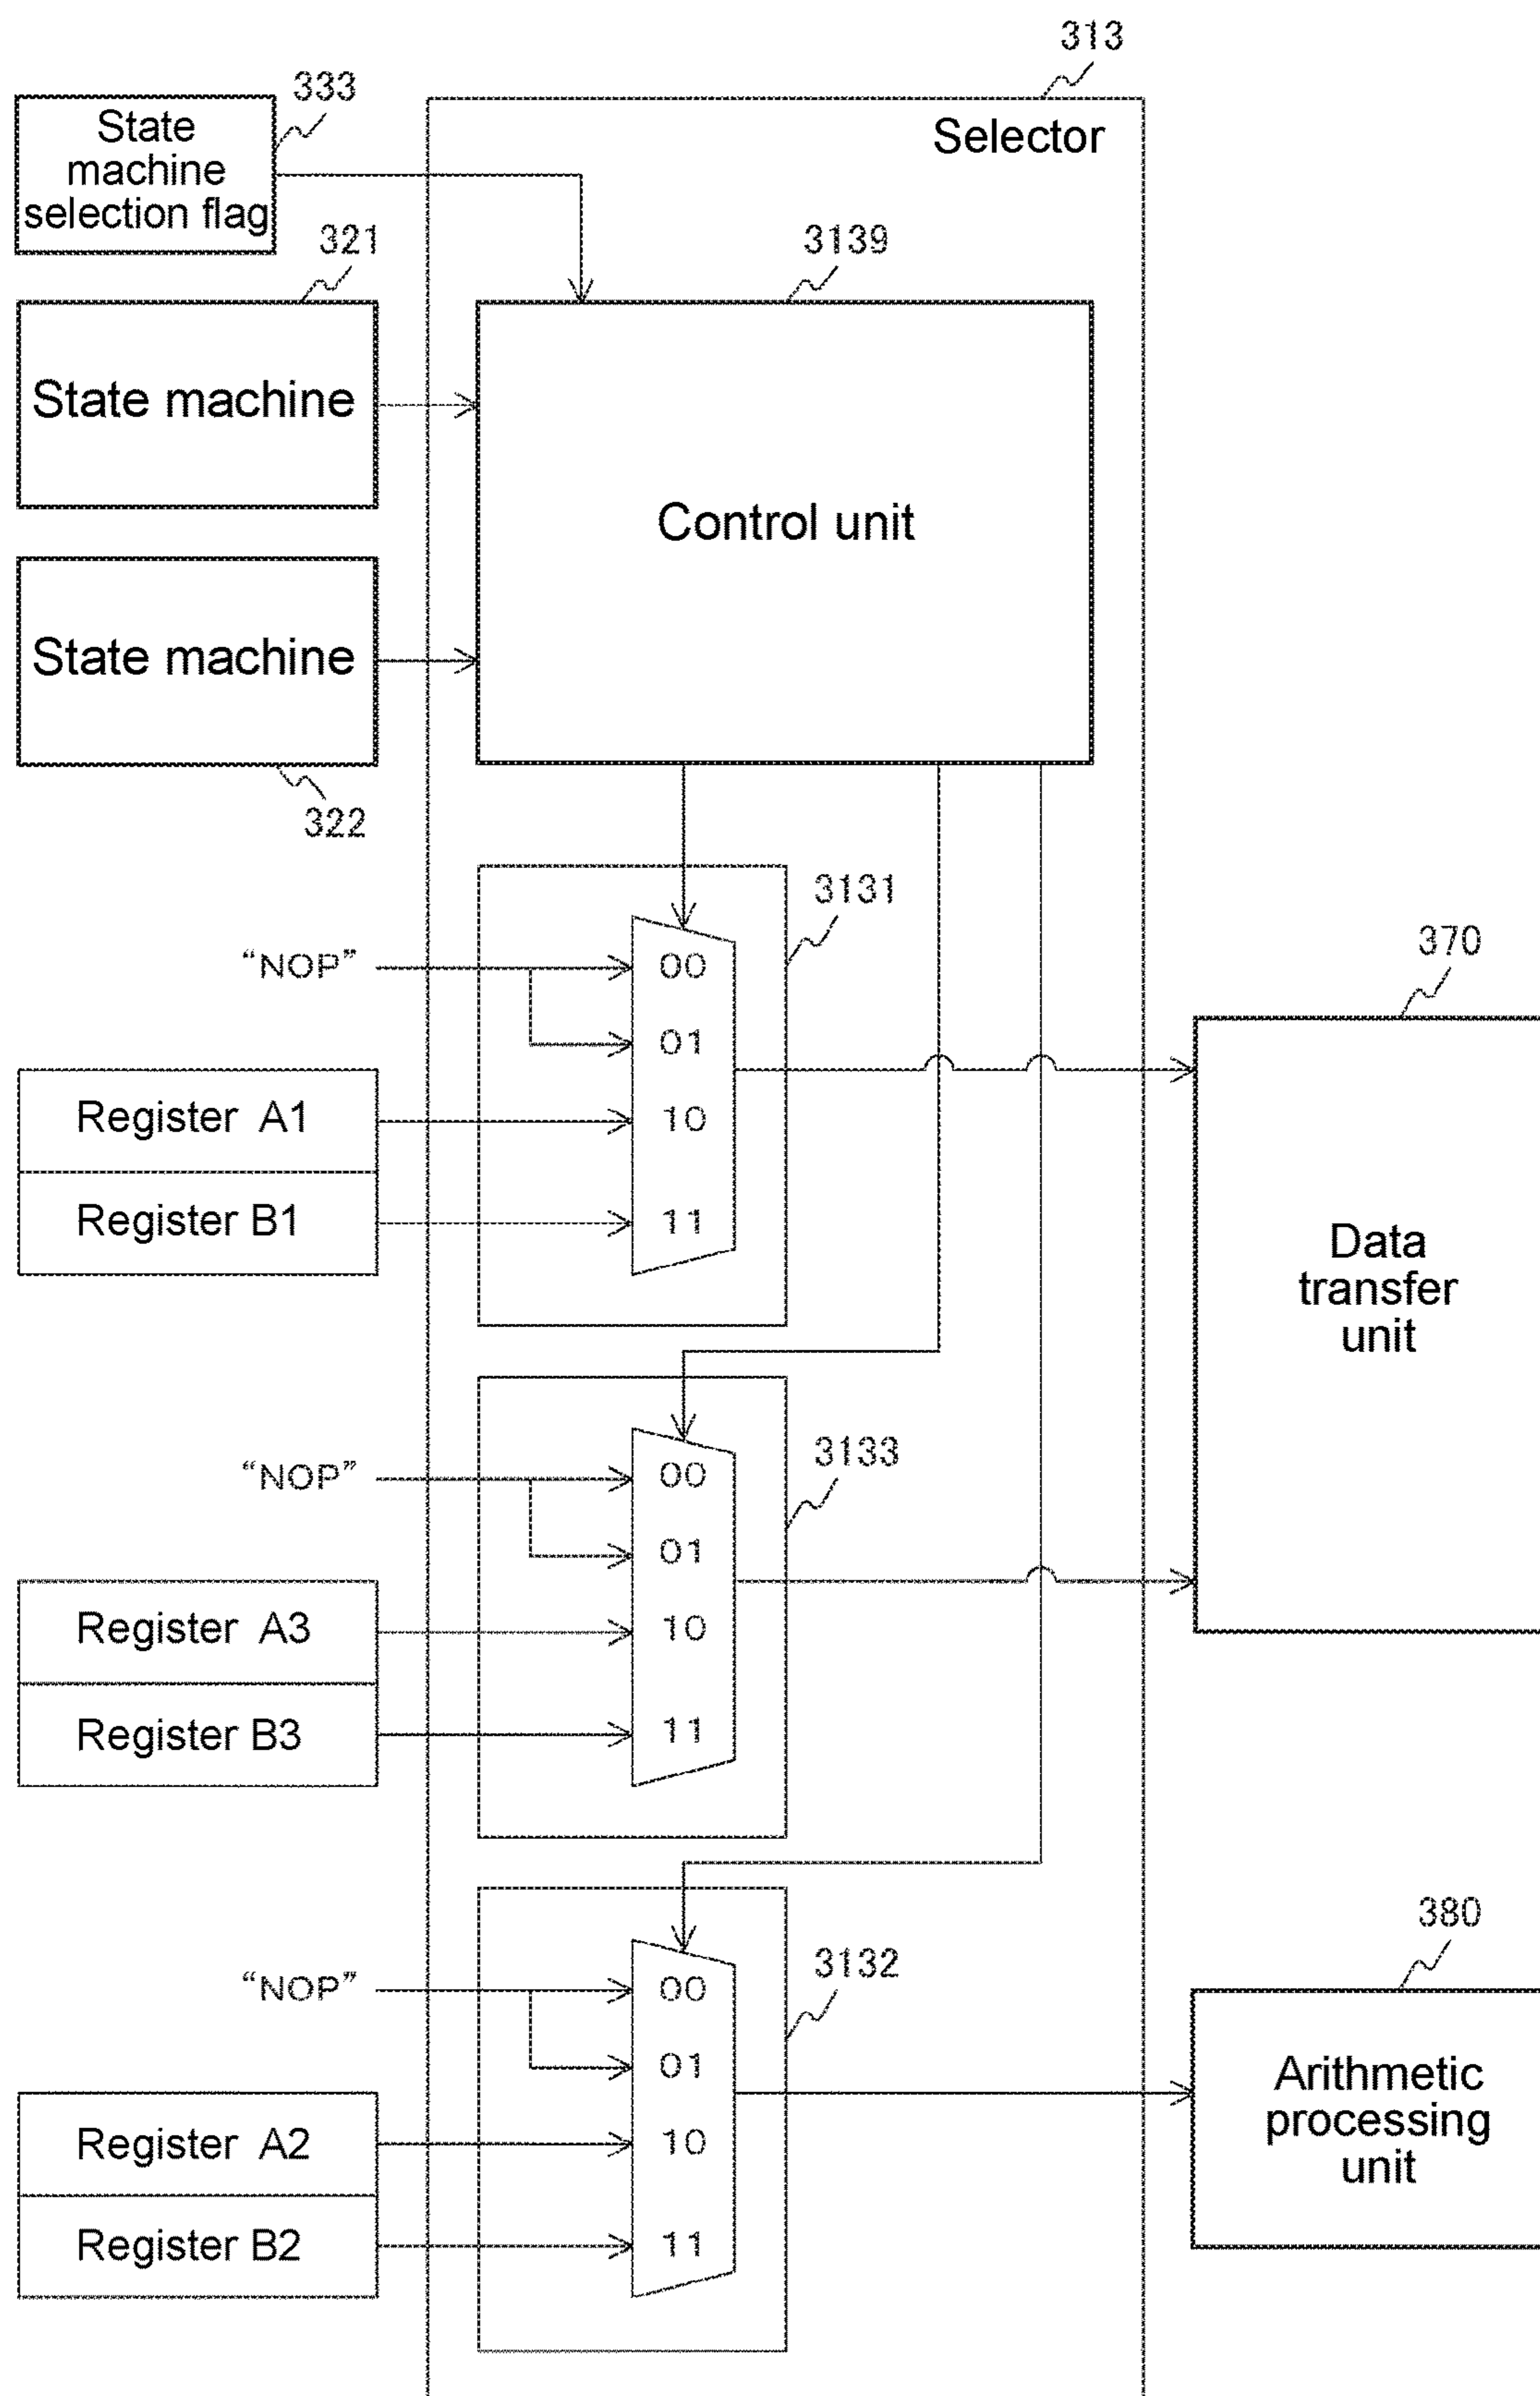 313
333
State
machine
selection flag
Selector
321
3139
State machine
Control unit
State machine
322
3131
"NOP"
00
01
Register A1
10
Register B1
11
370
Data
transfer
unit
3133
"NOP"
00
01
Register A3
10
Register B3
11
3132
"NOP"
00
01
Register A2
10
Register B2
11
380
Arithmetic
processing
unit